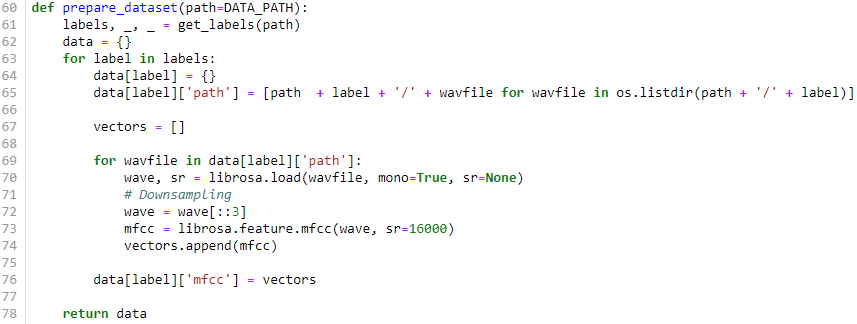 60 def prepare_dataset(path=DATA_PATH):
61     labels, _, _ = get_labels(path)
62     data = {}
63     for label in labels:
64         data[label] = {}
65         data[label]['path'] = [path  + label + '/' + wavfile for wavfile in os.listdir(path + '/' + label)]
66
67         vectors = []
68
69         for wavfile in data[label]['path']:
70             wave, sr = librosa.load(wavfile, mono=True, sr=None)
71             # Downsampling
72             wave = wave[::3]
73             mfcc = librosa.feature.mfcc(wave, sr=16000)
74             vectors.append(mfcc)
75
76         data[label]['mfcc'] = vectors
77
78     return data